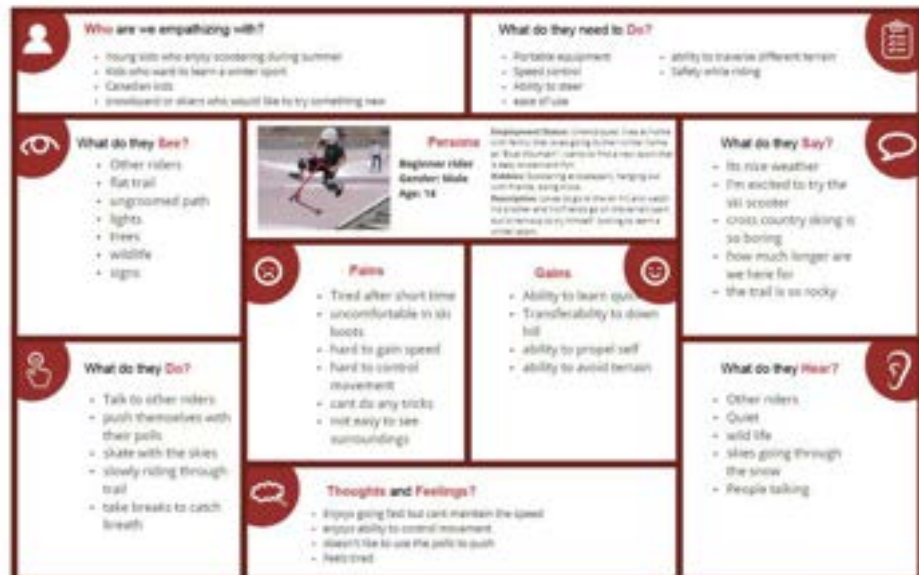 Who are we empathizing with?
• Young kids who enjoy scootering during summer
• Kids who want to learn a winter sport
• Canadian kids
• snowboard or skiers who would like to try something new
What do they need to Do?
• Portable equipment
• Speed control
• Ability to steer
• ease of use
• ability to traverse different terrain
• Safety while riding
What do they See?
• Other riders
• flat trail
• ungroomed path
• lights
• trees
• wildlife
• signs
Persona
Beginner rider
Gender: Male
Age: 14
Employment Status:
Hobbies:
Description:
What do they Say?
• Its nice weather
• I'm excited to try the
ski scooter
• cross country skiing is
so boring
• how much longer are
we here for
• the trail is so rocky
Pains
• Tired after short time
• uncomfortable in ski
boots
• hard to gain speed
• hard to control
movement
• cant do any tricks
• not easy to see
surroundings
Gains
• Ability to learn
• Transferability to down
hill
• ability to propel self
• ability to avoid terrain
What do they Do?
• Talk to other riders
• push themselves with
their polls
• skate with the skies
• slowly riding through
trail
• take breaks to catch
breath
What do they Hear?
• Other riders
• Quiet
• wild life
• skies going through
the snow
• People talking
Thoughts and Feelings?
• Enjoys going fast but cant maintain the speed
• enjoys ability to control movement
• doesn't like to use the polls to push
• Feels tired